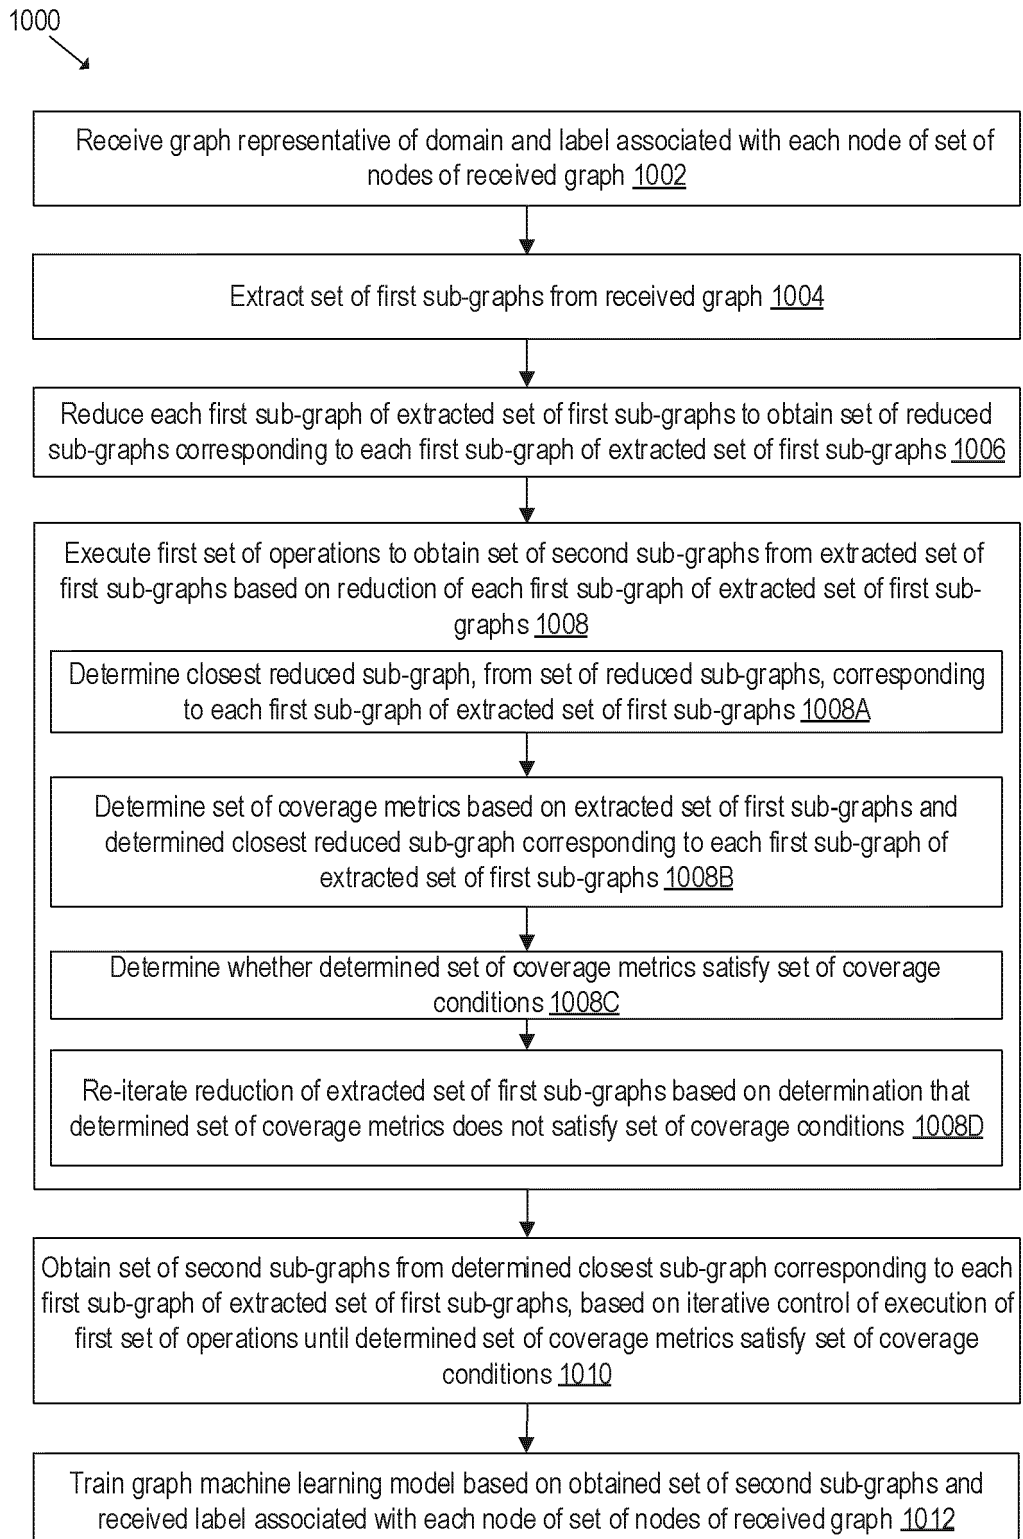 1000
Receive graph representative of domain and label associated with each node of set of
nodes of received graph 1002
Extract set of first sub-graphs from received graph 1004
Reduce each first sub-graph of extracted set of first sub-graphs to obtain set of reduced
sub-graphs corresponding to each first sub-graph of extracted set of first sub-graphs 1006
Execute first set of operations to obtain set of second sub-graphs from extracted set of
first sub-graphs based on reduction of each first sub-graph of extracted set of first sub-
graphs 1008
Determine closest reduced sub-graph, from set of reduced sub-graphs, corresponding
to each first sub-graph of extracted set of first sub-graphs 1008A
Determine set of coverage metrics based on extracted set of first sub-graphs and
determined closest reduced sub-graph corresponding to each first sub-graph of
extracted set of first sub-graphs 1008B
Determine whether determined set of coverage metrics satisfy set of coverage
conditions 1008C
Re-iterate reduction of extracted set of first sub-graphs based on determination that
determined set of coverage metrics does not satisfy set of coverage conditions 1008D
Obtain set of second sub-graphs from determined closest sub-graph corresponding to each
first sub-graph of extracted set of first sub-graphs, based on iterative control of execution of
first set of operations until determined set of coverage metrics satisfy set of coverage
conditions 1010
Train graph machine learning model based on obtained set of second sub-graphs and
received label associated with each node of set of nodes of received graph 1012